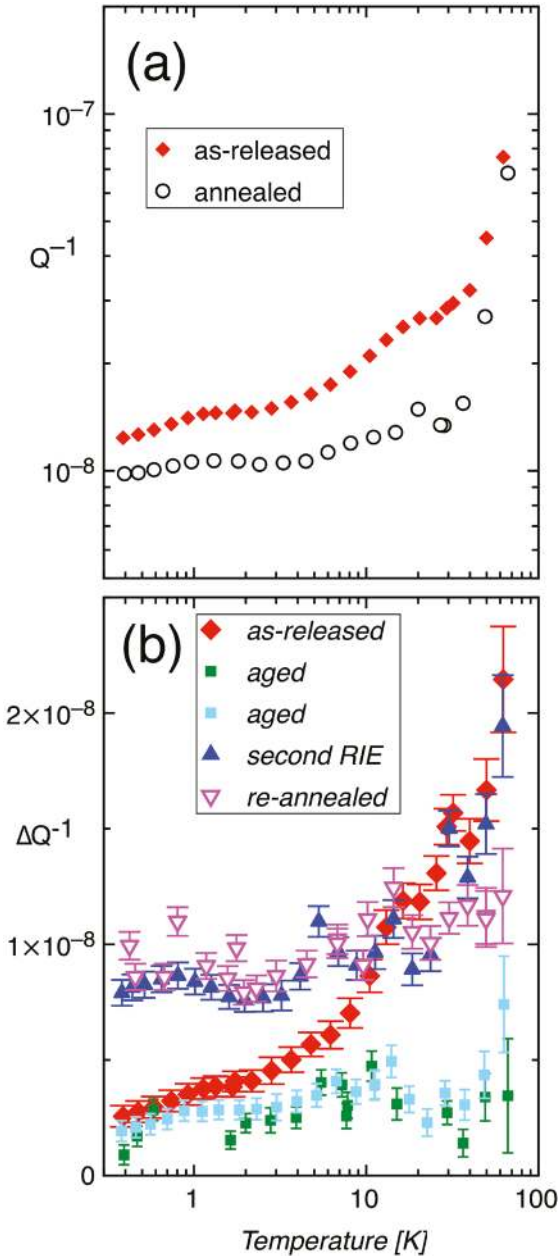 (a)
10⁻⁷
as-released
annealed
Q⁻¹
10⁻⁸
(b)
as-released
aged
aged
second RIE
re-annealed
2×10⁻⁸
ΔQ⁻¹
1×10⁻⁸
0
1
10
100
Temperature [K]